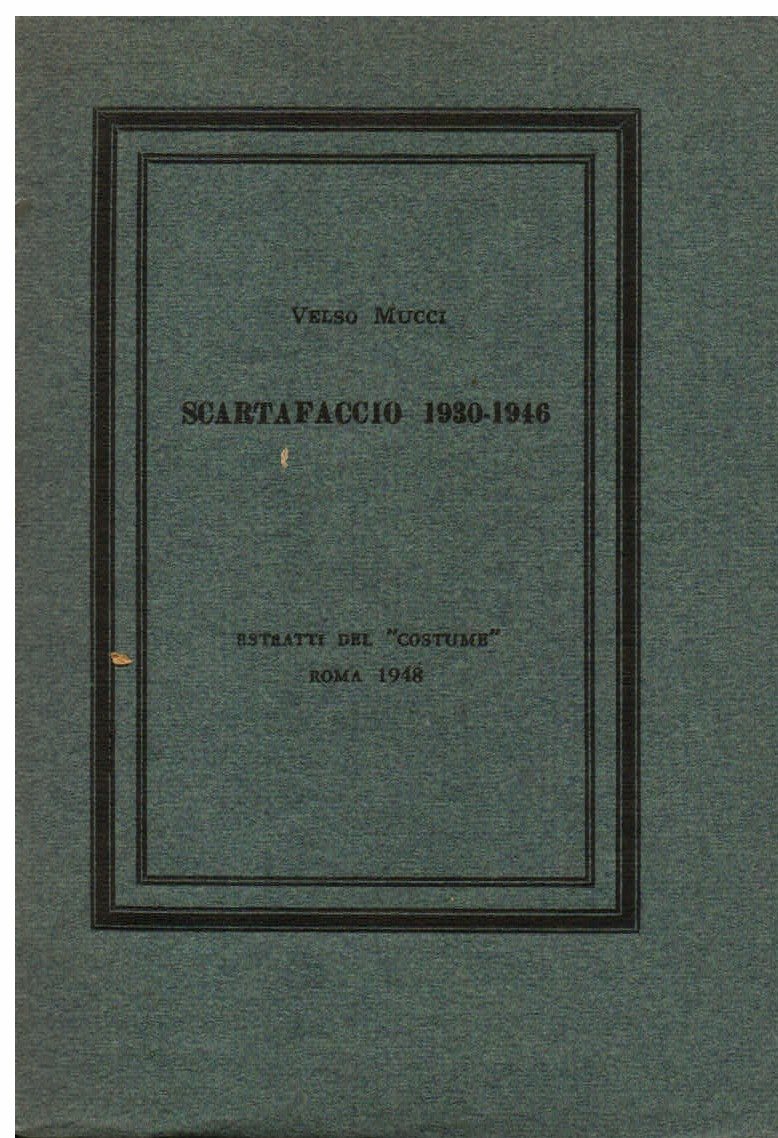 VELSO MUCCI
SCARTAFACCIO 1930-1946
ESTRATTI DEL "COSTUME"
ROMA 1948